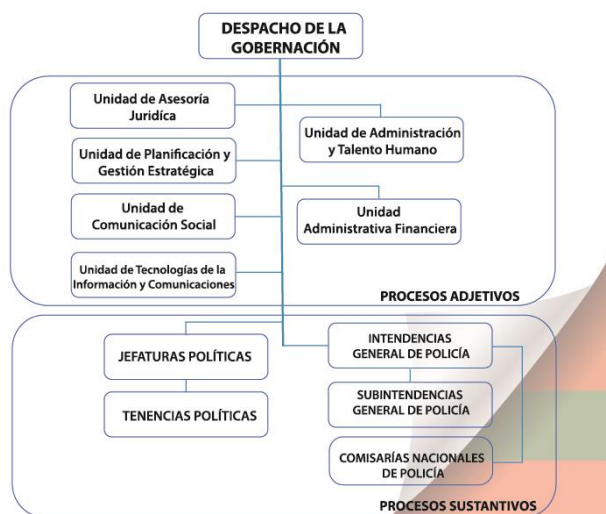 DESPACHO DE LA
GOBERNACIÓN
Unidad de Asesoría
Juridíca
Unidad de Administración
y Talento Humano
Unidad de Planificación y
Gestión Estratégica
Unidad de
Comunicación Social
Unidad
Administrativa Financiera
Unidad de Tecnologías de la
Información y Comunicaciones
PROCESOS ADJETIVOS
JEFATURAS POLÍTICAS
TENENCIAS POLÍTICAS
INTENDENCIAS
GENERAL DE POLICÍA
SUBINTENDENCIAS
GENERAL DE POLICÍA
COMISARÍAS NACIONALES
DE POLICÍA
PROCESOS SUSTANTIVOS